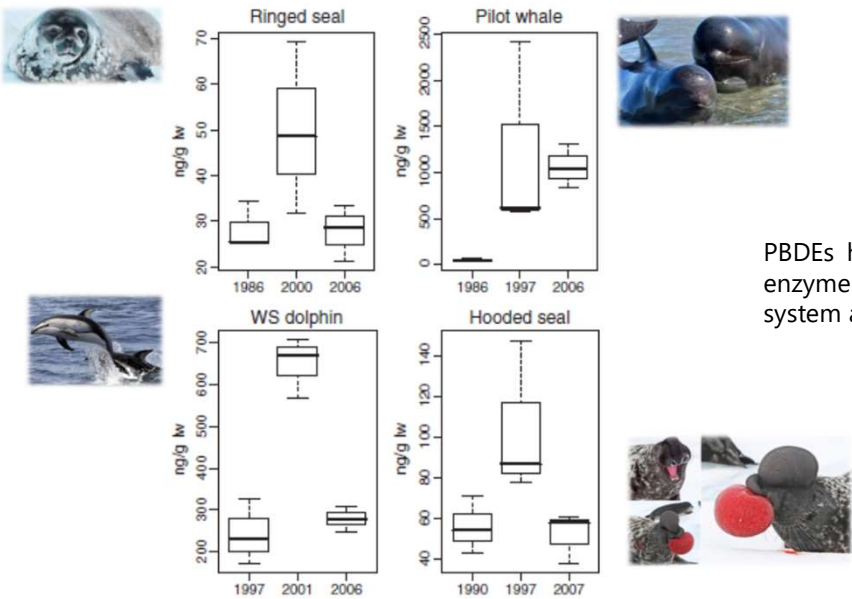 Ringed seal
ng/g lw
70
60
50
40
30
20
1986 2000 2006
Pilot whale
ng/g lw
2500
2000
1500
1000
500
0
1986 1997 2006
PBDEs
enzyme
system
WS dolphin
ng/g lw
700
600
500
400
300
200
1997 2001 2006
Hooded seal
ng/g lw
140
120
100
80
60
40
1990 1997 2007